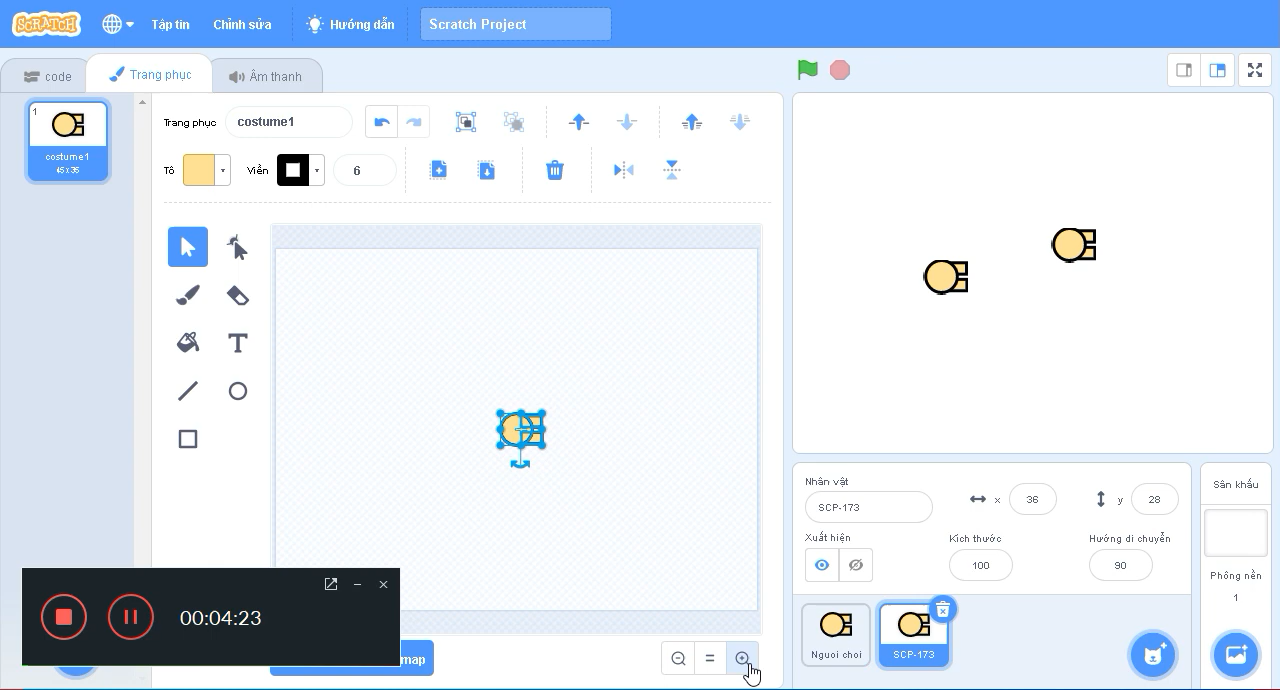 SCRATCH
Tập tin
Chỉnh sửa
Hướng dẫn
Scratch Project
code
Trang phục
Âm thanh
1
costume1
45x36
Trang phục
costume1
Tô
Viền
6
map
00:04:23
Nhân vật
SCP-173
x
36
y
28
Xuất hiện
Kích thước
100
Hướng di chuyển
90
Nguoi choi
SCP-173
Sân khấu
Phông nền
1